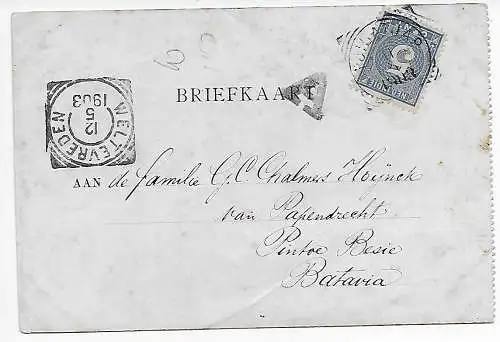 BRIEFKAART
WELTEVREDEN
12
5
1903
AAN de familie G.C. Chalmers Hoijnck
van Papendrecht
Pintoe Besie
Batavia